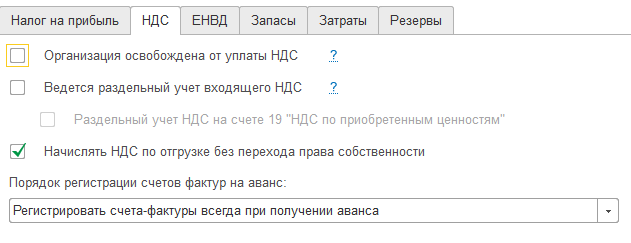 Налог на прибыль НДС ЕНВД Запасы Затраты Резервы
Организация освобождена от уплаты НДС ?
Ведется раздельный учет входящего НДС ?
Раздельный учет НДС на счете 19 "НДС по приобретенным ценностям"
Начислять НДС по отгрузке без перехода права собственности
Порядок регистрации счетов фактур на аванс:
Регистрировать счета-фактуры всегда при получении аванса